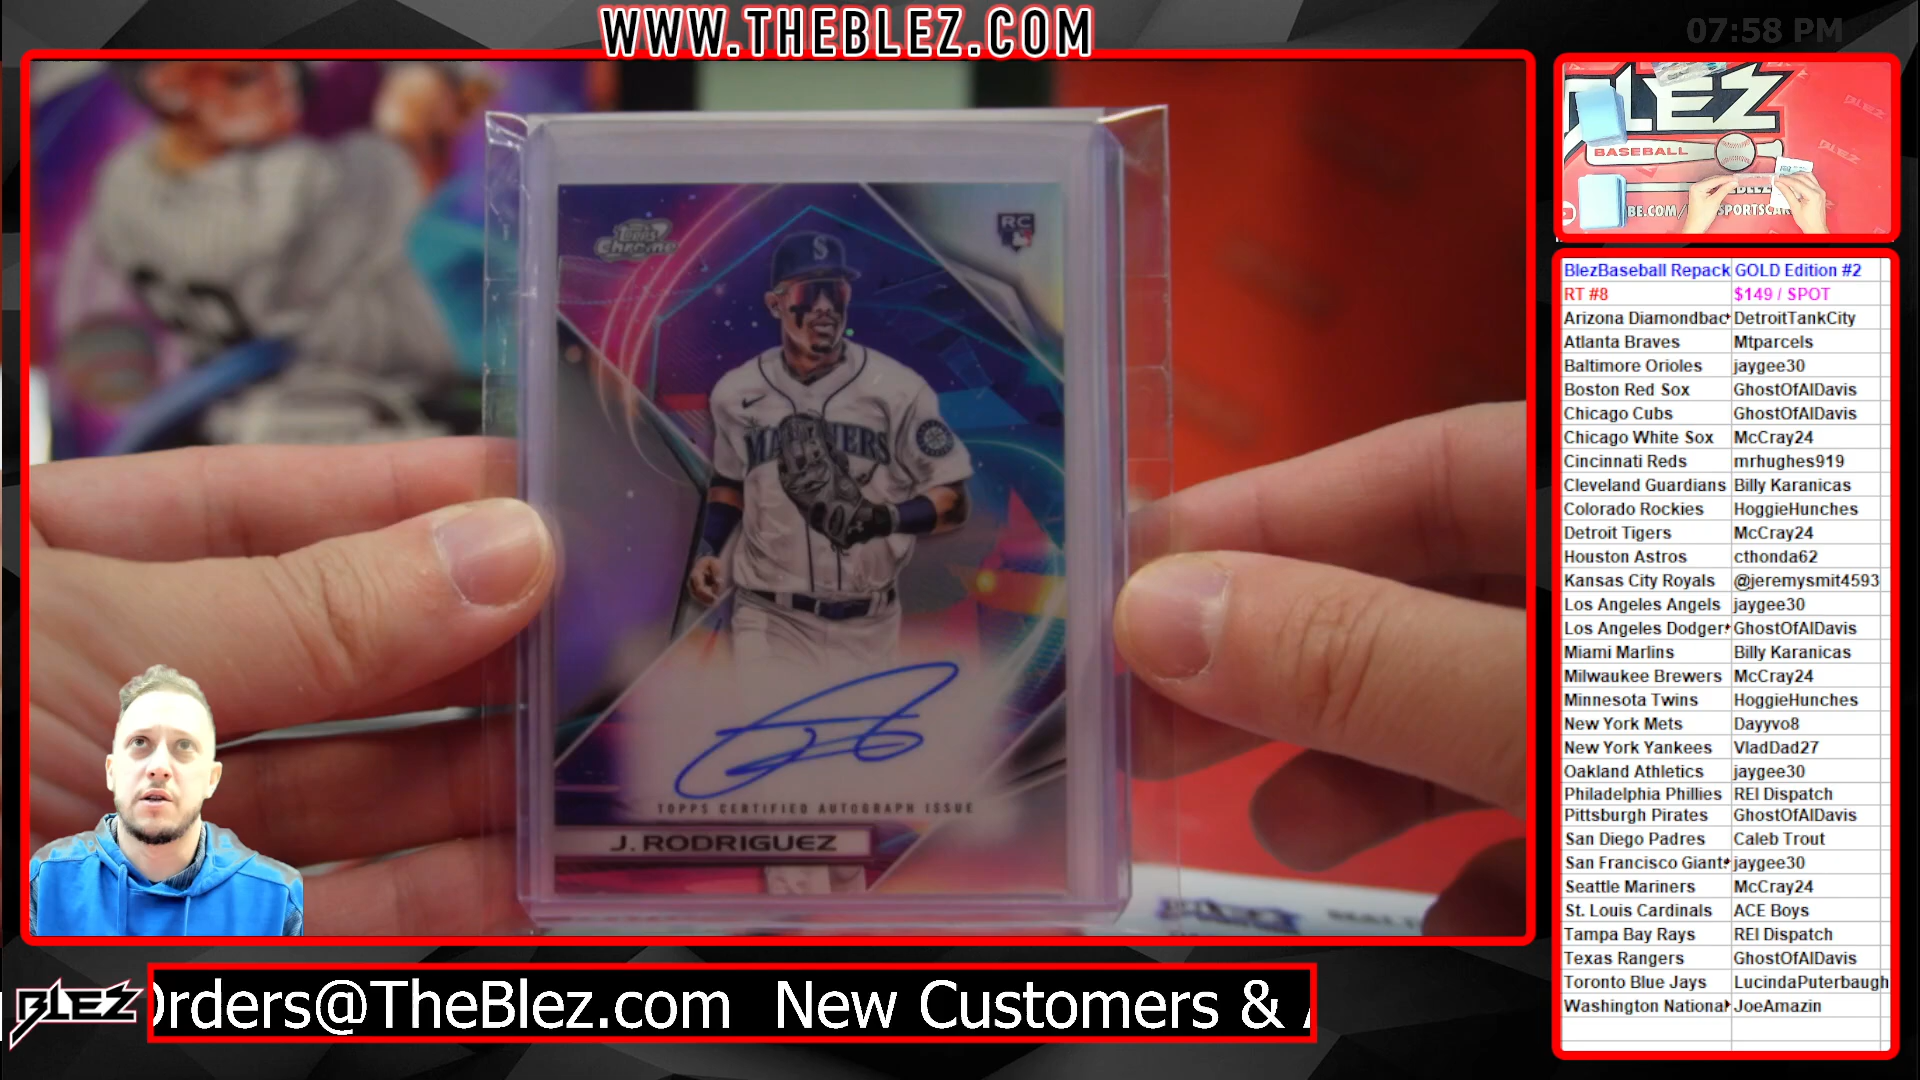 WWW.THEBLEZ.COM
07:58 PM
Topps
Chrome
RC
S
MARINERS
TOPPS CERTIFIED AUTOGRAPH ISSUE
J. RODRIGUEZ
BLEZ
BASEBALL
BlezBaseball Repack GOLD Edition #2
RT #8 $149 / SPOT
Arizona Diamondbac DetroitTankCity
Atlanta Braves Mtparcels
Baltimore Orioles jaygee30
Boston Red Sox GhostOfAlDavis
Chicago Cubs GhostOfAlDavis
Chicago White Sox McCray24
Cincinnati Reds mrhughes919
Cleveland Guardians Billy Karanicas
Colorado Rockies HoggieHunches
Detroit Tigers McCray24
Houston Astros cthonda62
Kansas City Royals @jeremysmit4593
Los Angeles Angels jaygee30
Los Angeles Dodger GhostOfAlDavis
Miami Marlins Billy Karanicas
Milwaukee Brewers McCray24
Minnesota Twins HoggieHunches
New York Mets Dayyvo8
New York Yankees VladDad27
Oakland Athletics jaygee30
Philadelphia Phillies REI Dispatch
Pittsburgh Pirates GhostOfAlDavis
San Diego Padres Caleb Trout
San Francisco Giant jaygee30
Seattle Mariners McCray24
St. Louis Cardinals ACE Boys
Tampa Bay Rays REI Dispatch
Texas Rangers GhostOfAlDavis
Toronto Blue Jays LucindaPuterbaugh
Washington National JoeAmazin
BLEZ
Orders@TheBlez.com New Customers &